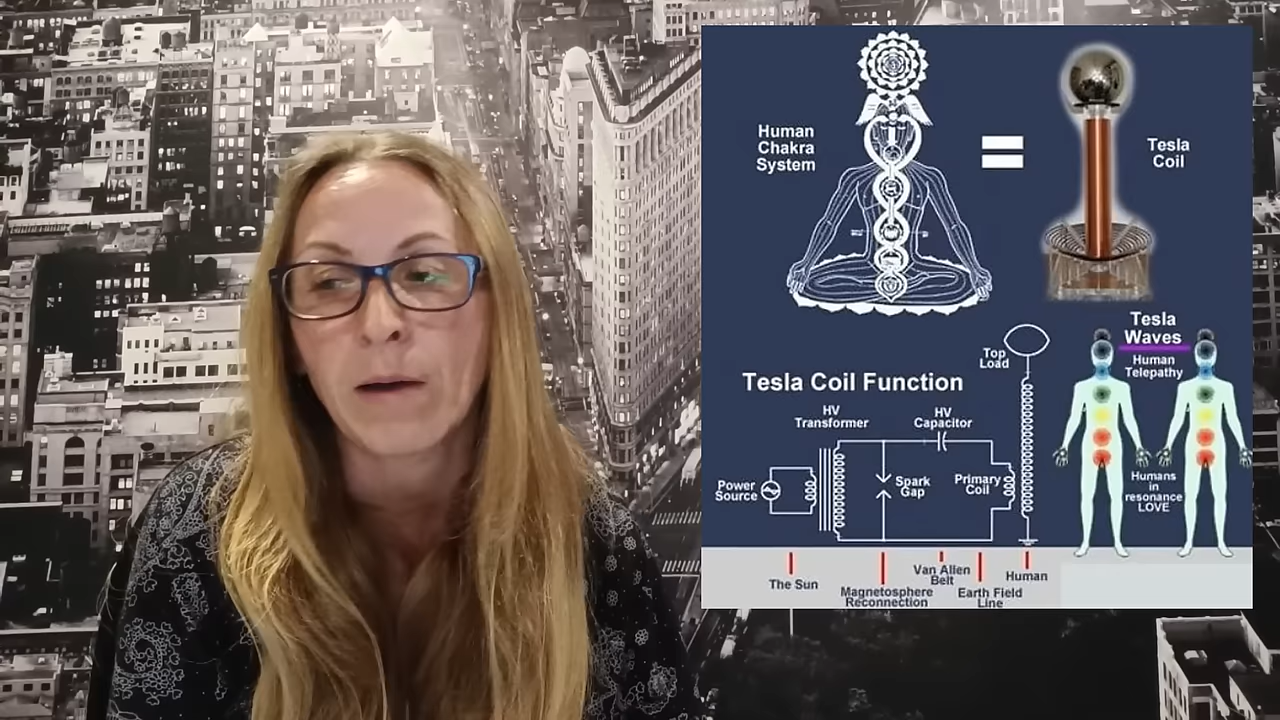 Human
Chakra
System
Tesla
Coil
Tesla
Waves
Human
Telepathy
Top
Load
Tesla Coil Function
HV
Transformer
HV
Capacitor
Power
Source
Spark
Gap
Primary
Coil
Humans
in
resonance
LOVE
The Sun
Magnetosphere
Reconnection
Van Allen
Belt
Earth Field
Line
Human